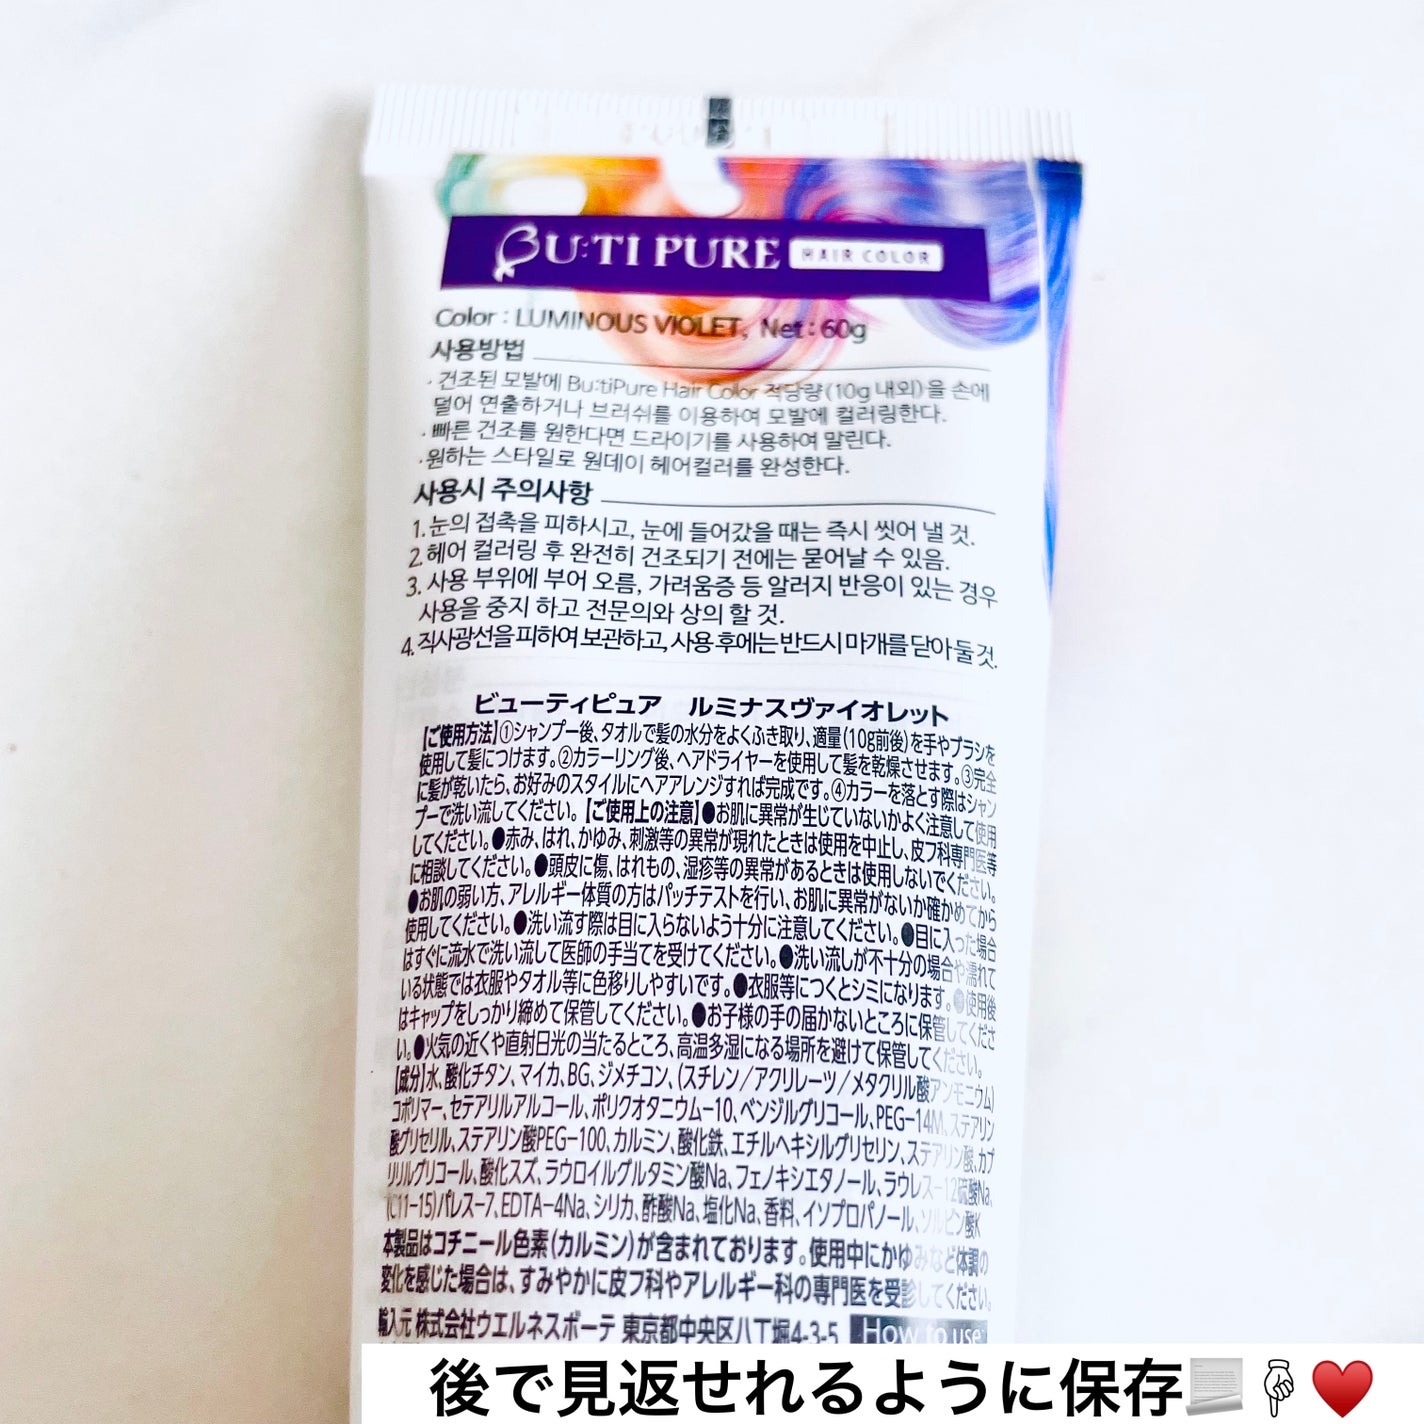 BU:TI PURE HAIR COLOR
Color : LUMINOUS VIOLET, Net : 60g
사용방법
· 건조된 모발에 Bu:tiPure Hair Color 적당량(10g 내외)을 손에
덜어 연출하거나 브러쉬를 이용하여 모발에 컬러링한다.
· 빠른 건조를 원한다면 드라이기를 사용하여 말린다.
· 원하는 스타일로 원데이 헤어컬러를 완성한다.
사용시 주의사항
1. 눈의 접촉을 피하시고, 눈에 들어갔을 때는 즉시 씻어 낼 것.
2. 헤어 컬러링 후 완전히 건조되기 전에는 묻어날 수 있음.
3. 사용 부위에 부어 오름, 가려움증 등 알러지 반응이 있는 경우
사용을 중지 하고 전문의와 상의 할 것.
4. 직사광선을 피하여 보관하고, 사용 후에는 반드시 마개를 닫아 둘 것.
ビューティピュア ルミナスヴァイオレット
【ご使用方法】①シャンプー後、タオルで髪の水分をよくふき取り、適量(10g前後)を手やブラシを
使用して髪につけます。②カラーリング後、ヘアドライヤーを使用して髪を乾燥させます。③完全
に髪が乾いたら、お好みのスタイルにヘアアレンジすれば完成です。④カラーを落とす際はシャン
プーで洗い流してください。【ご使用上の注意】●お肌に異常が生じていないかよく注意して使用
してください。●赤み、はれ、かゆみ、刺激等の異常が現れたときは使用を中止し、皮フ科専門医等
に相談してください。●頭皮に傷、はれもの、湿疹等の異常があるときは使用しないでください。
●お肌の弱い方、アレルギー体質の方はパッチテストを行い、お肌に異常がないか確かめてから
使用してください。●洗い流す際は目に入らないよう十分に注意してください。●目に入った場合
はすぐに流水で洗い流して医師の手当てを受けてください。●洗い流しが不十分の場合や濡れて
いる状態では衣服やタオル等に色移りしやすいです。●衣服等につくとシミになります。●使用後
はキャップをしっかり締めて保管してください。●お子様の手の届かないところに保管してくださ
い。●火気の近くや直射日光の当たるところ、高温多湿になる場所を避けて保管してください。
【成分】水、酸化チタン、マイカ、BG、ジメチコン、(スチレン／アクリレーツ／メタクリル酸アンモニウム)
コポリマー、セテアリルアルコール、ポリクオタニウム-10、ベンジルグリコール、PEG-14M、ステアリン
酸グリセリル、ステアリン酸PEG-100、カルミン、酸化鉄、エチルヘキシルグリセリン、ステアリン酸、カプ
リリルグリコール、酸化スズ、ラウロイルグルタミン酸Na、フェノキシエタノール、ラウレス-12硫酸Na、
(C11-15)パレス-7、EDTA-4Na、シリカ、酢酸Na、塩化Na、香料、イソプロパノール、ソルビン酸K
本製品はコチニール色素(カルミン)が含まれております。使用中にかゆみなど体調の
変化を感じた場合は、すみやかに皮フ科やアレルギー科の専門医を受診してください。
輸入元 株式会社ウエルネスボーテ 東京都中央区八丁堀4-3-5 How to use
後で見返せれるように保存📃👇♥️